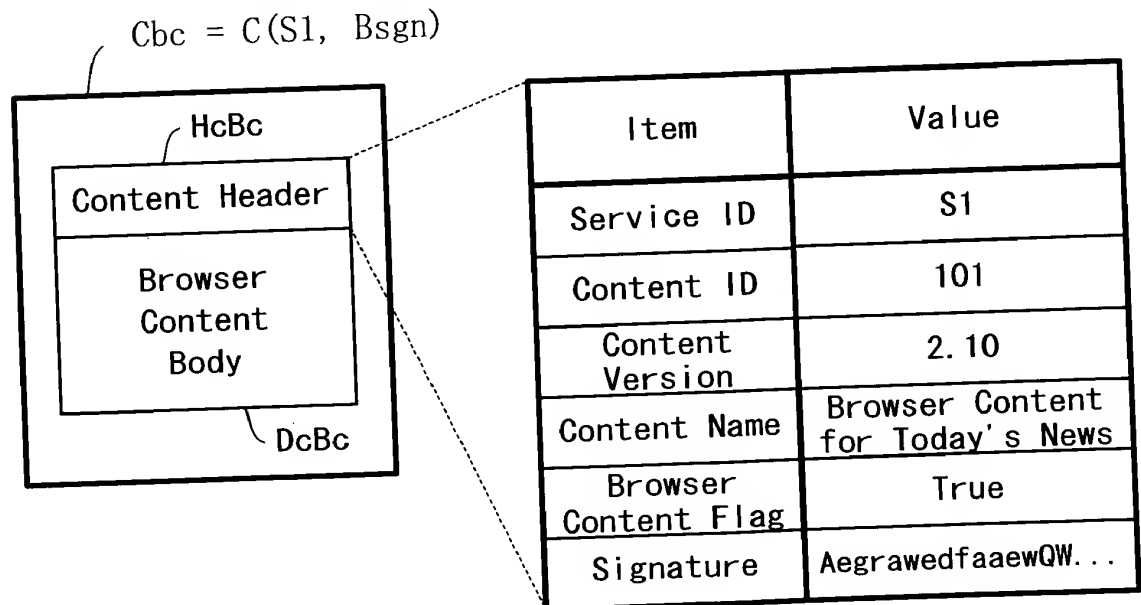 Cbc = C(S1, Bsgn)
HcBc
Content Header
Browser
Content
Body
DcBc
Item Value
Service ID S1
Content ID 101
Content
Version 2.10
Content Name Browser Content
for Today's News
Browser
Content Flag True
Signature AegrawedfaaewQW...